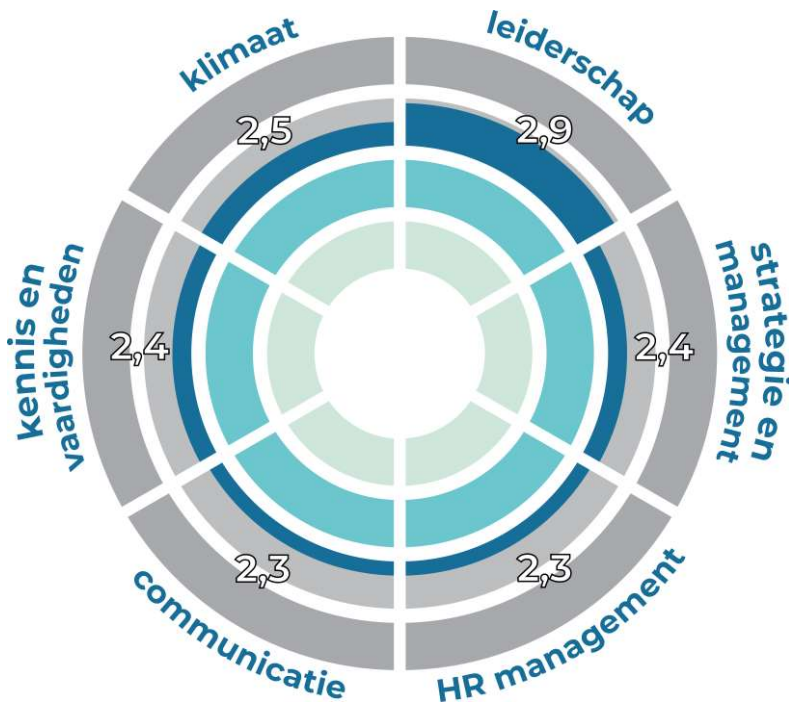 klimaat
2,5
leiderschap
2,9
strategie en
management
2,4
HR management
2,3
communicatie
2,3
kennis en
vaardigheden
2,4